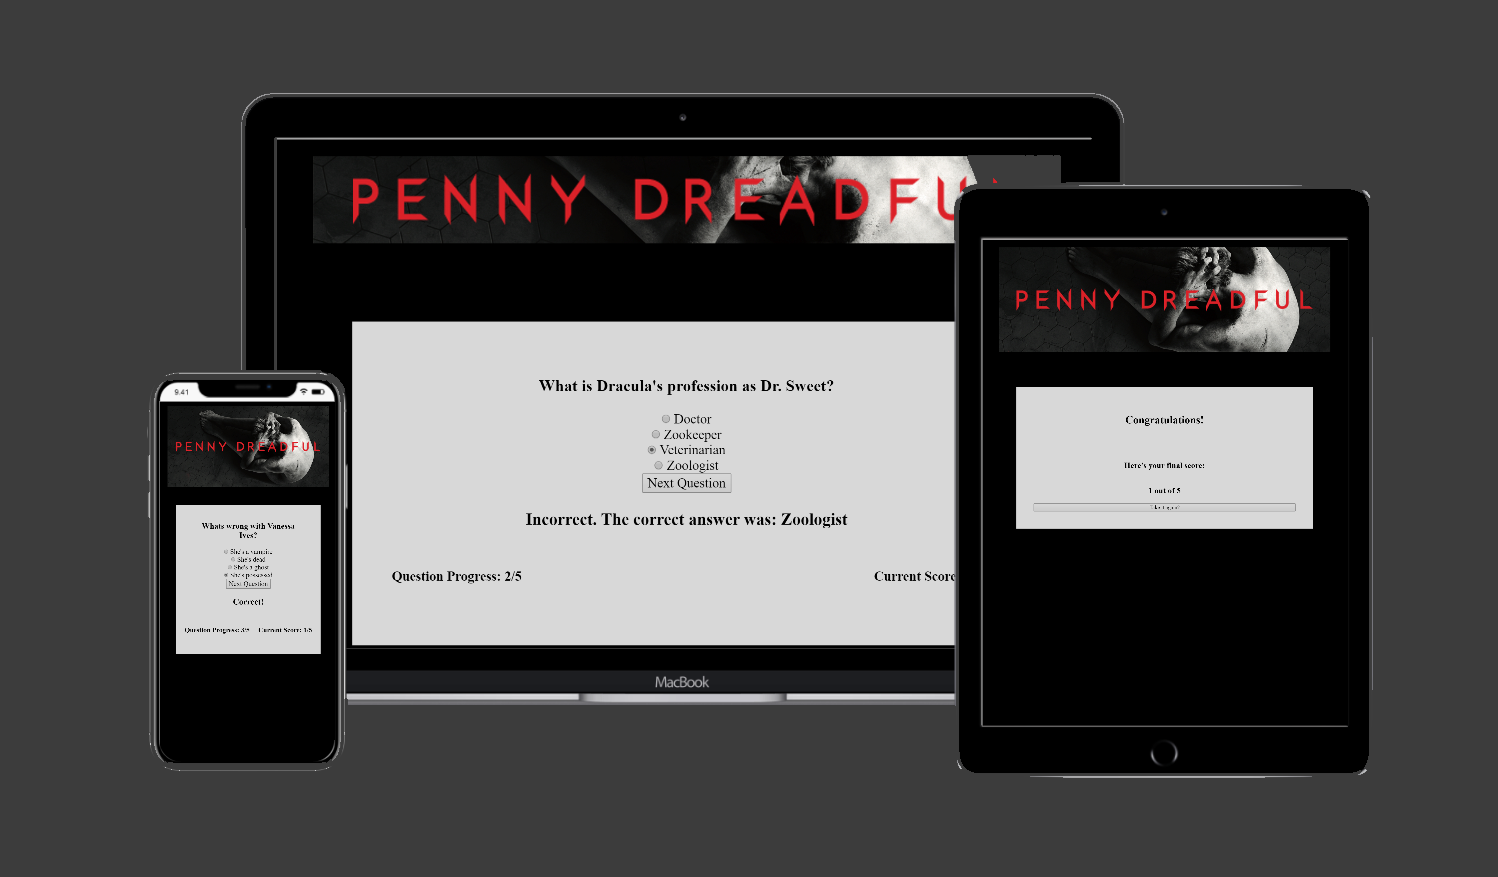 PENNY DREADFU
What is Dracula's profession as Dr. Sweet?
Doctor
Zookeeper
Veterinarian
Zoologist
Next Question
Incorrect. The correct answer was: Zoologist
Question Progress: 2/5
Current Score
MacBook
9.41
PENNY DREADFUL
Whats wrong with Vanessa
Ives?
She's a vampire
She's dead
She's a ghost
She's possessed
Next Question
Correct!
Question Progress: 3/5
Current Score: 1/5
PENNY DREADFUL
Congratulations!
Here's your final score:
1 out of 5